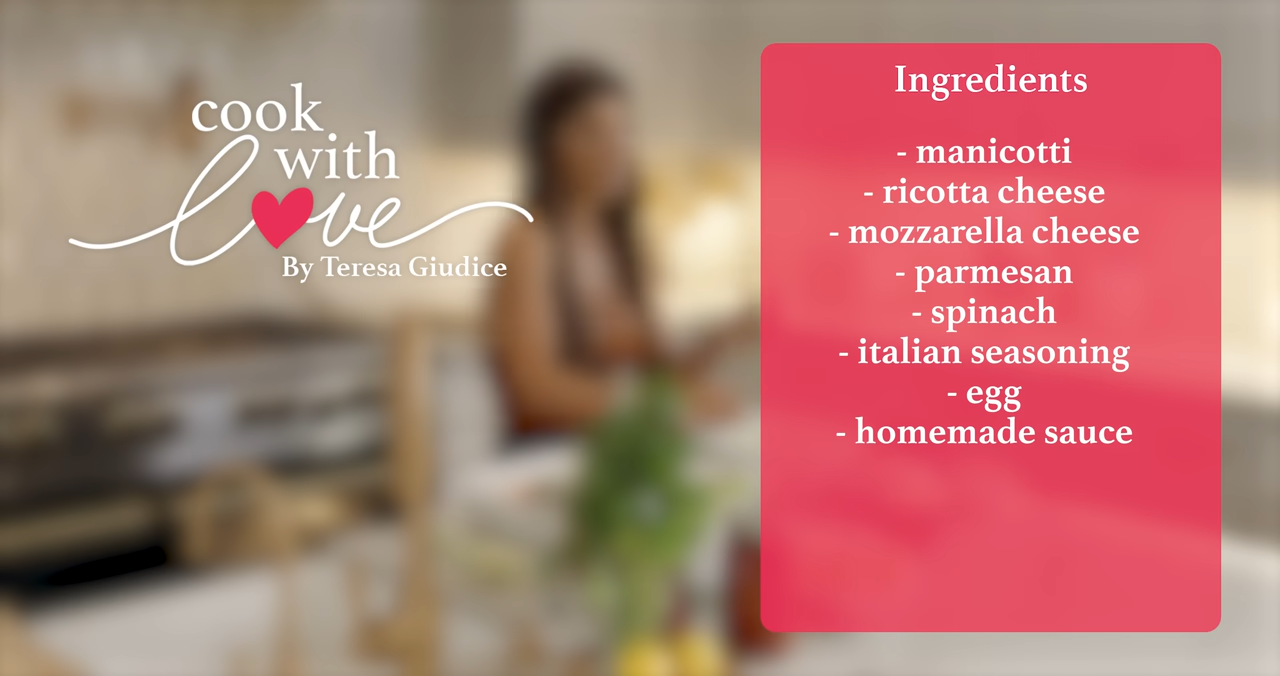 cook
with
love
By Teresa Giudice
Ingredients
- manicotti
- ricotta cheese
- mozzarella cheese
- parmesan
- spinach
- italian seasoning
- egg
- homemade sauce